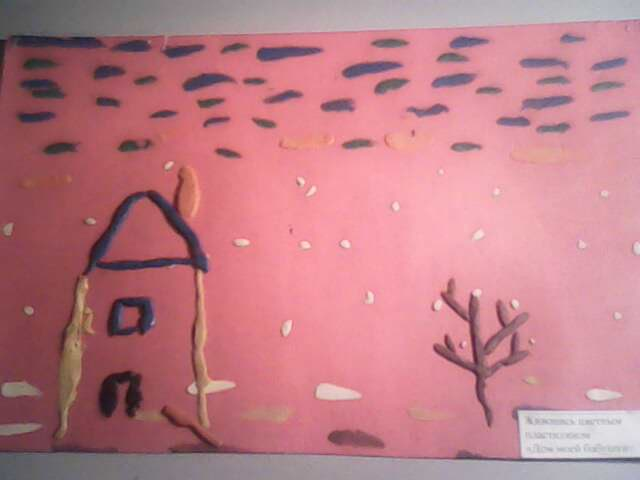 Живопись цветным
пластилином
«Дом моей бабушки»